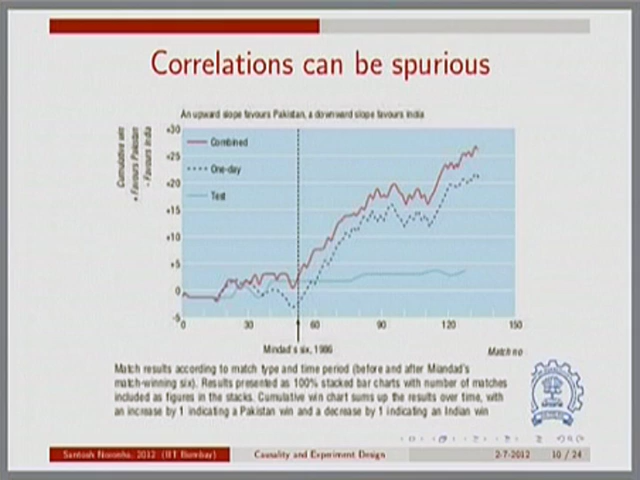 Correlations can be spurious
An upward slope favours Pakistan, a downward slope favours India
Cumulative win
+ Favours Pakistan
- Favours India
+30
+25
+20
+15
+10
+5
0
-5
Combined
One-day
Test
0 30 60 90 120 150
Miandad's six, 1986
Match no
Match results according to match type and time period (before and after Miandad's
match-winning six). Results presented as 100% stacked bar charts with number of matches
included as figures in the stacks. Cumulative win chart sums up the results over time, with
an increase by 1 indicating a Pakistan win and a decrease by 1 indicating an Indian win
Santosh Noronha, 2012 (IIT Bombay) Causality and Experiment Design 2-7-2012 10 / 24